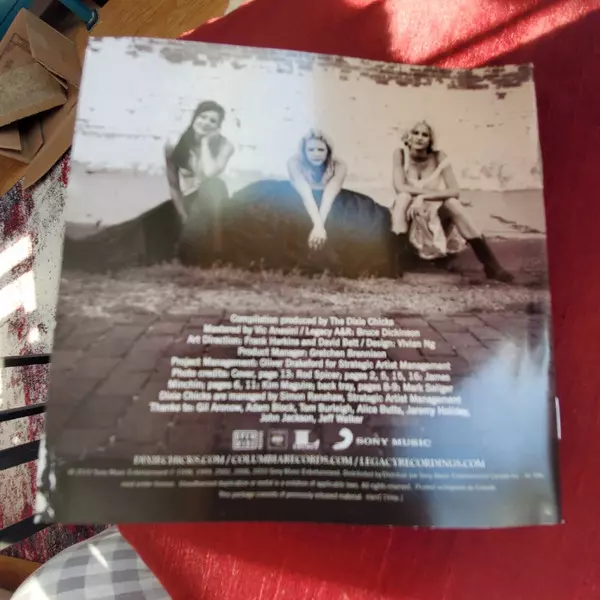 Compilation produced by The Dixie Chicks
Mastered by Vic Anesini / Legacy A&R: Bruce Dickinson
Art Direction: Frank Harkins and David Bett / Design: Vivian Ng
Product Manager: Gretchen Brennison
Project Management: Oliver Drakeford for Strategic Artist Management
Photo credits: Cover, page 13: Rod Spicer; pages 2, 6, 15, 16, James
Minchin; pages 6, 11: Kim Maguire; back tray, pages 8-9: Mark Seliger
Dixie Chicks are managed by Simon Renshaw, Strategic Artist Management
Thanks to: Gil Aronow, Adam Block, Tom Burleigh, Alice Butts, Jeremy Holiday,
John Jackson, Jeff Walker
SONY MUSIC
DIXIECHICKS.COM / COLUMBIARECORDS.COM / LEGACYRECORDINGS.COM
This package consists of previously released material.